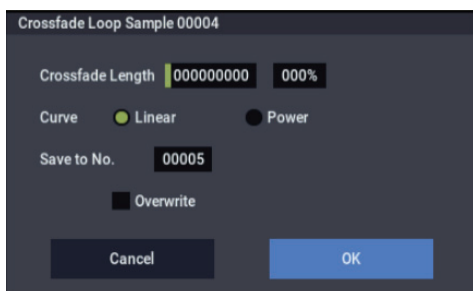 Crossfade Loop Sample 00004
Crossfade Length 000000000 000%
Curve Linear Power
Save to No. 00005
Overwrite
Cancel OK